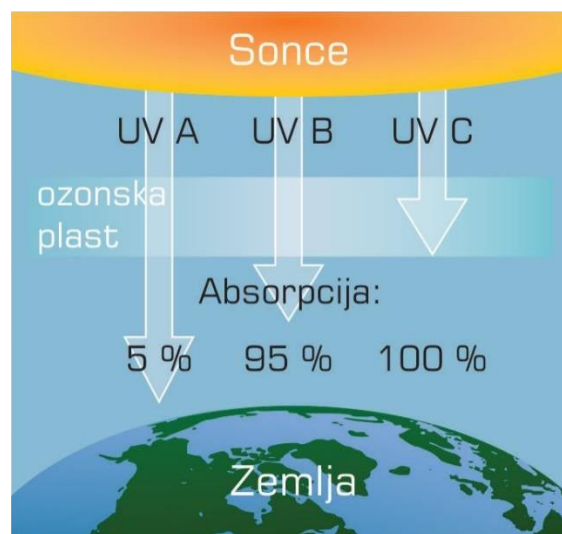 Sonce
UV A UV B UV C
ozonska
plast
Absorpcija:
5 % 95 % 100 %
Zemlja